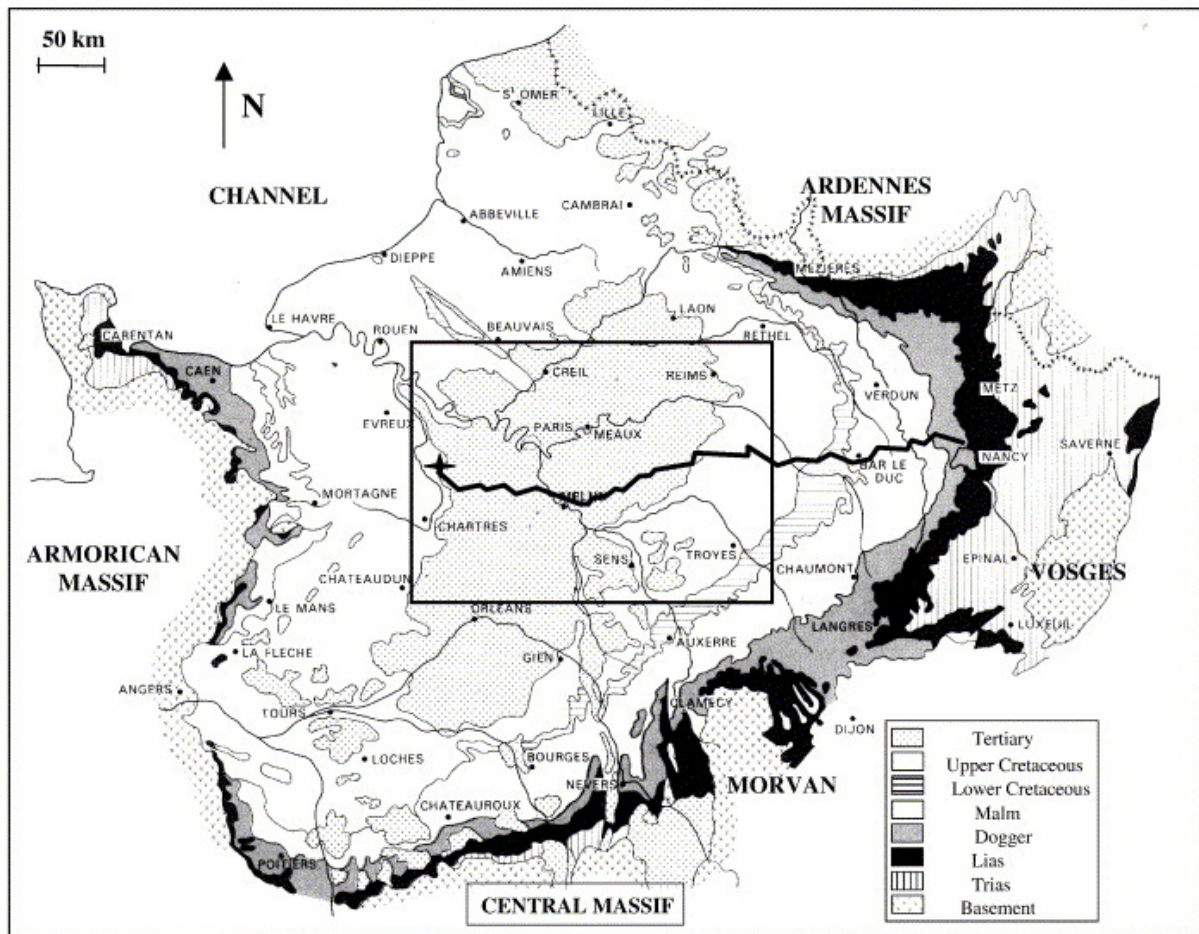 50 km
N
CHANNEL
ST OMER
LILLE
ARDENNES
MASSIF
CAMBRAI
ABBEVILLE
DIEPPE
AMIENS
MEZIERES
LAON
CARENTAN
LE HAVRE
ROUEN
BEAUVAIS
RETHEL
CAEN
CREIL
REIMS
METZ
VERDUN
EVREUX
PARIS
MEAUX
SAVERNE
NANCY
BAR LE
DUC
MORTAGNE
CHARTRES
ARMORICAN
MASSIF
SENS
TROYES
EPINAL
VOSGES
CHATEAUDUN
CHAUMONT
LE MANS
ORLEANS
LANGRES
LUXEUIL
AUXERRE
LA FLECHE
GIEN
ANGERS
CLAMECY
TOURS
DIJON
LOCHES
BOURGES
NEVERS
MORVAN
CHATEAUROUX
POITIERS
CENTRAL MASSIF
Tertiary
Upper Cretaceous
Lower Cretaceous
Malm
Dogger
Lias
Trias
Basement